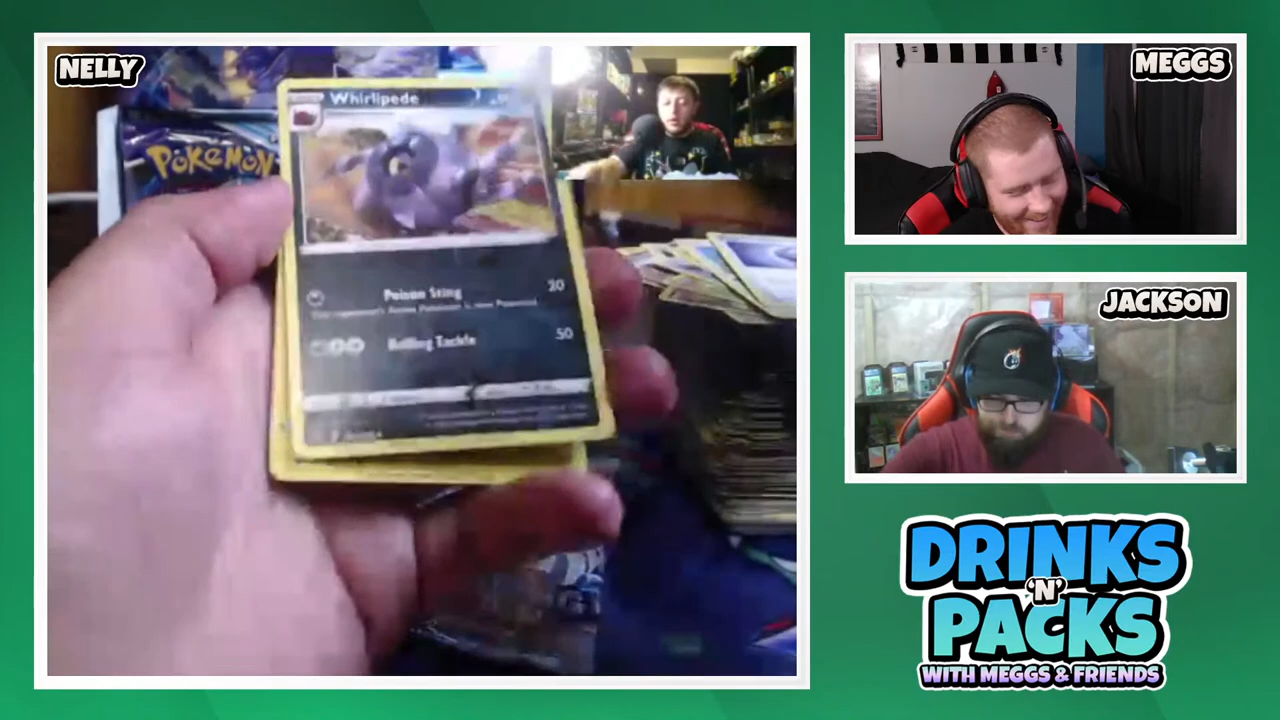 NELLY
POKéMON
Whirlipede
Poison Sting 20
Rolling Tackle 50
MEGGS
JACKSON
DRINKS
'N'
PACKS
WITH MEGGS & FRIENDS